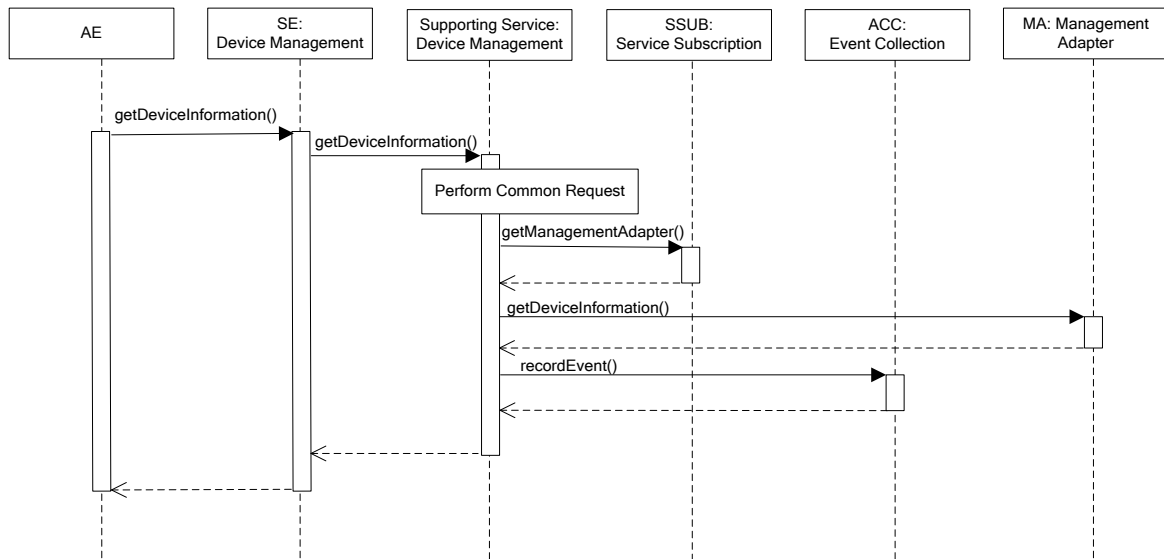 AE
SE:
Device Management
Supporting Service:
Device Management
SSUB:
Service Subscription
ACC:
Event Collection
MA: Management
Adapter
getDeviceInformation()
getDeviceInformation()
Perform Common Request
getManagementAdapter()
getDeviceInformation()
recordEvent()